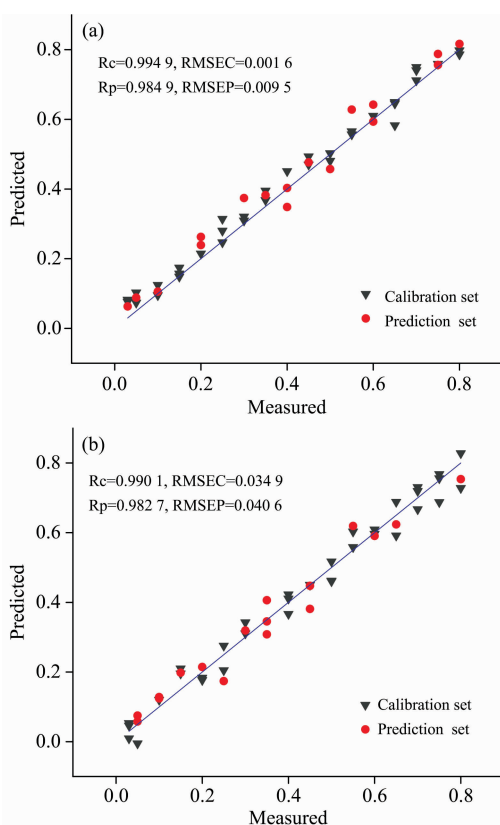 (a)
Rc=0.994 9, RMSEC=0.001 6
Rp=0.984 9, RMSEP=0.009 5
0.8
0.6
0.4
0.2
0.0
Predicted
Calibration set
Prediction set
0.0 0.2 0.4 0.6 0.8
Measured
(b)
Rc=0.990 1, RMSEC=0.034 9
Rp=0.982 7, RMSEP=0.040 6
0.8
0.6
0.4
0.2
0.0
Predicted
Calibration set
Prediction set
0.0 0.2 0.4 0.6 0.8
Measured